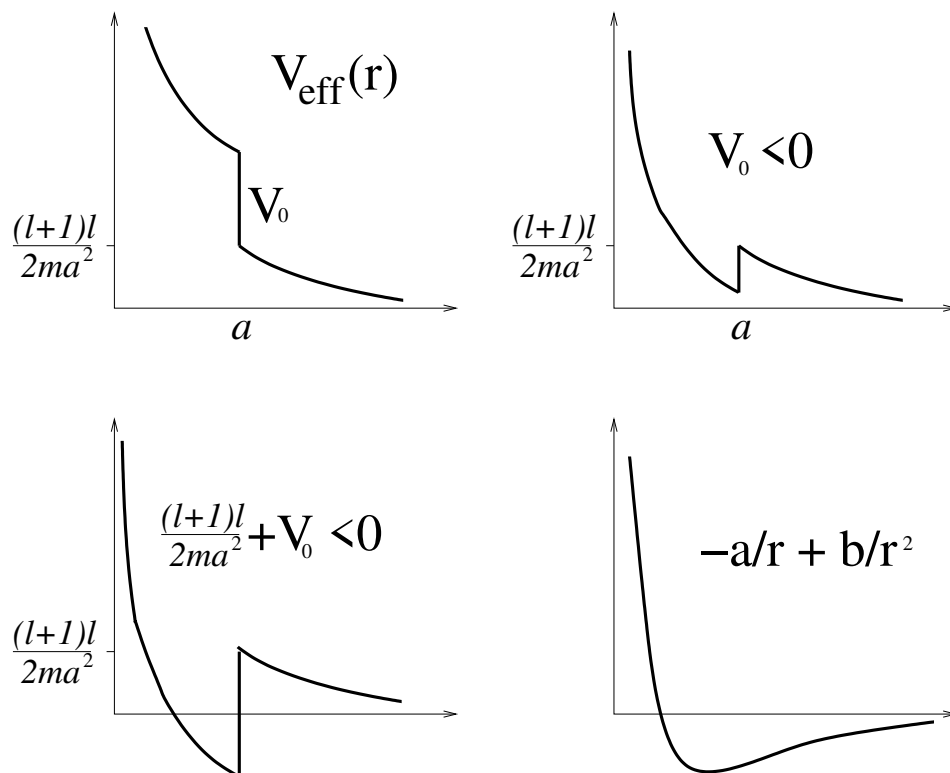 V_eff(r)
V₀
(l+1)l
2ma²
a
V₀ <0
(l+1)l
2ma²
a
(l+1)l
2ma²
+V₀ <0
(l+1)l
2ma²
−a/r + b/r²